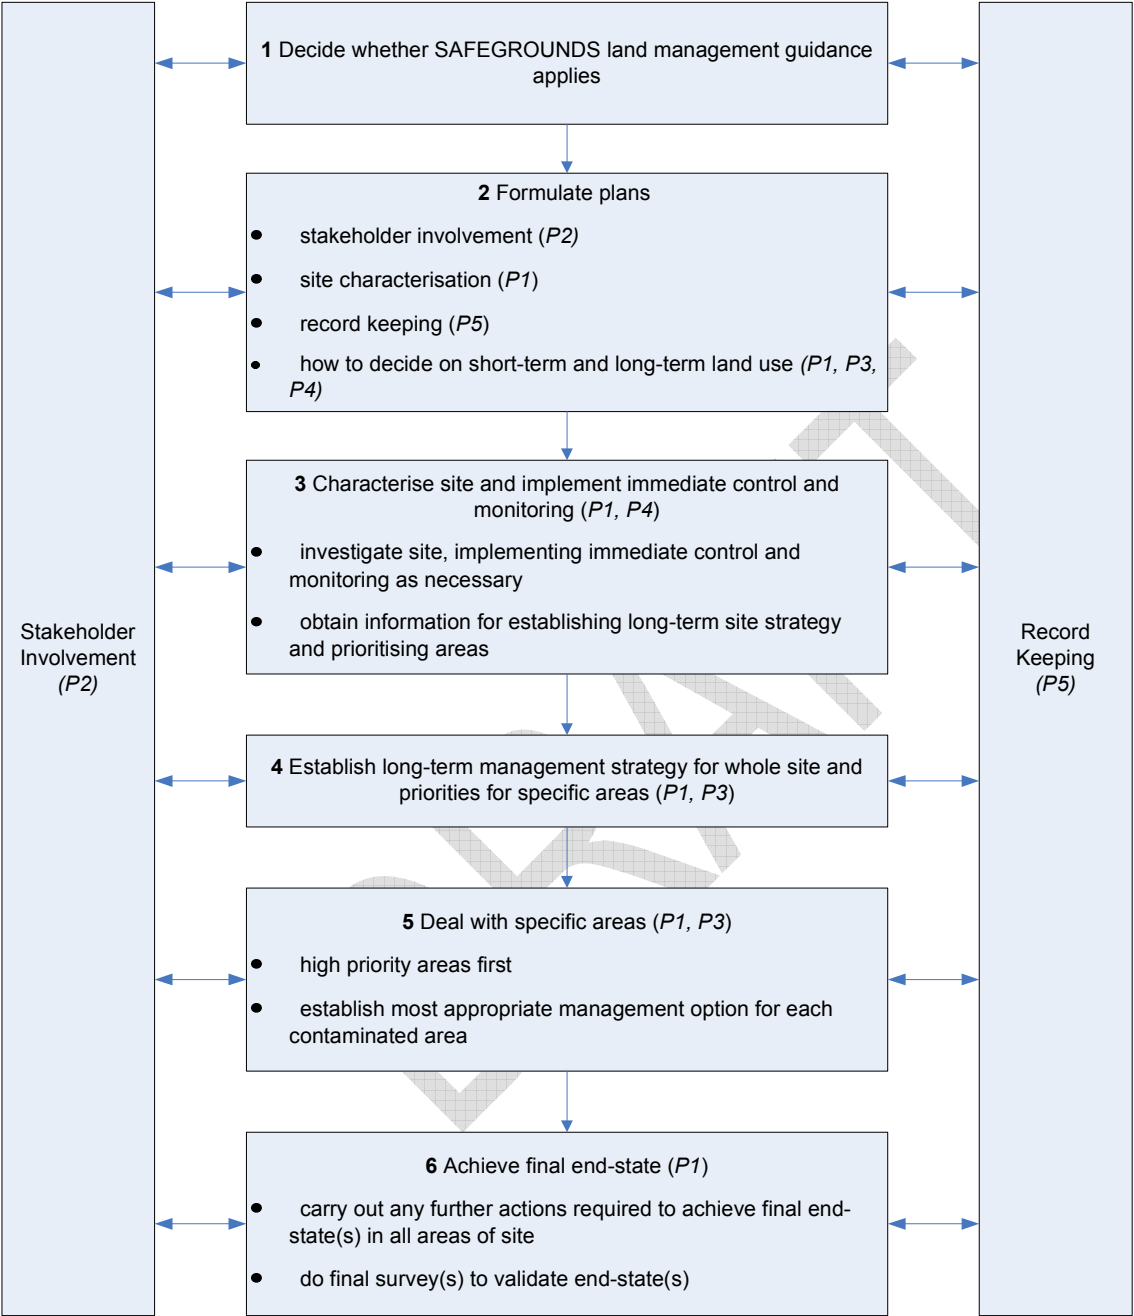 1 Decide whether SAFEGROUNDS land management guidance
applies
2 Formulate plans
• stakeholder involvement (P2)
• site characterisation (P1)
• record keeping (P5)
• how to decide on short-term and long-term land use (P1, P3,
P4)
3 Characterise site and implement immediate control and
monitoring (P1, P4)
• investigate site, implementing immediate control and
monitoring as necessary
• obtain information for establishing long-term site strategy
and prioritising areas
Stakeholder
Involvement
(P2)
Record
Keeping
(P5)
4 Establish long-term management strategy for whole site and
priorities for specific areas (P1, P3)
5 Deal with specific areas (P1, P3)
• high priority areas first
• establish most appropriate management option for each
contaminated area
6 Achieve final end-state (P1)
• carry out any further actions required to achieve final end-
state(s) in all areas of site
• do final survey(s) to validate end-state(s)
DRAFT